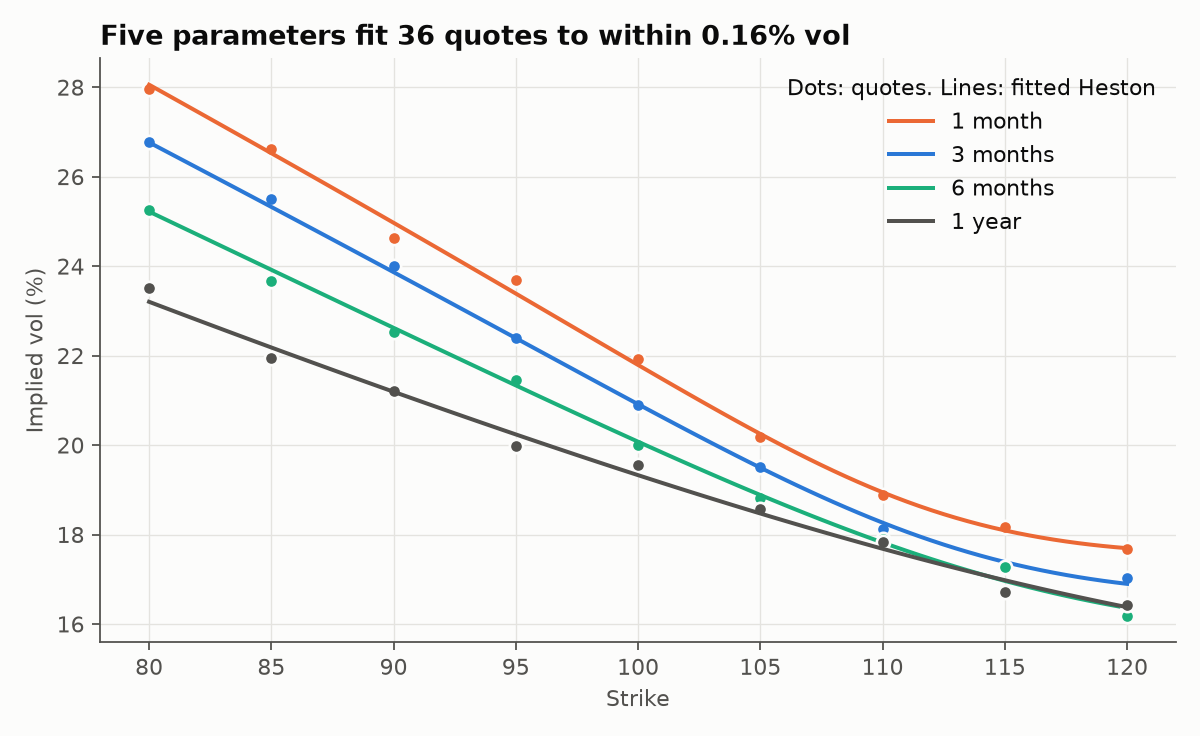 Five parameters fit 36 quotes to within 0.16% vol
Dots: quotes. Lines: fitted Heston
1 month
3 months
6 months
1 year
Implied vol (%)
28
26
24
22
20
18
16
80 85 90 95 100 105 110 115 120
Strike